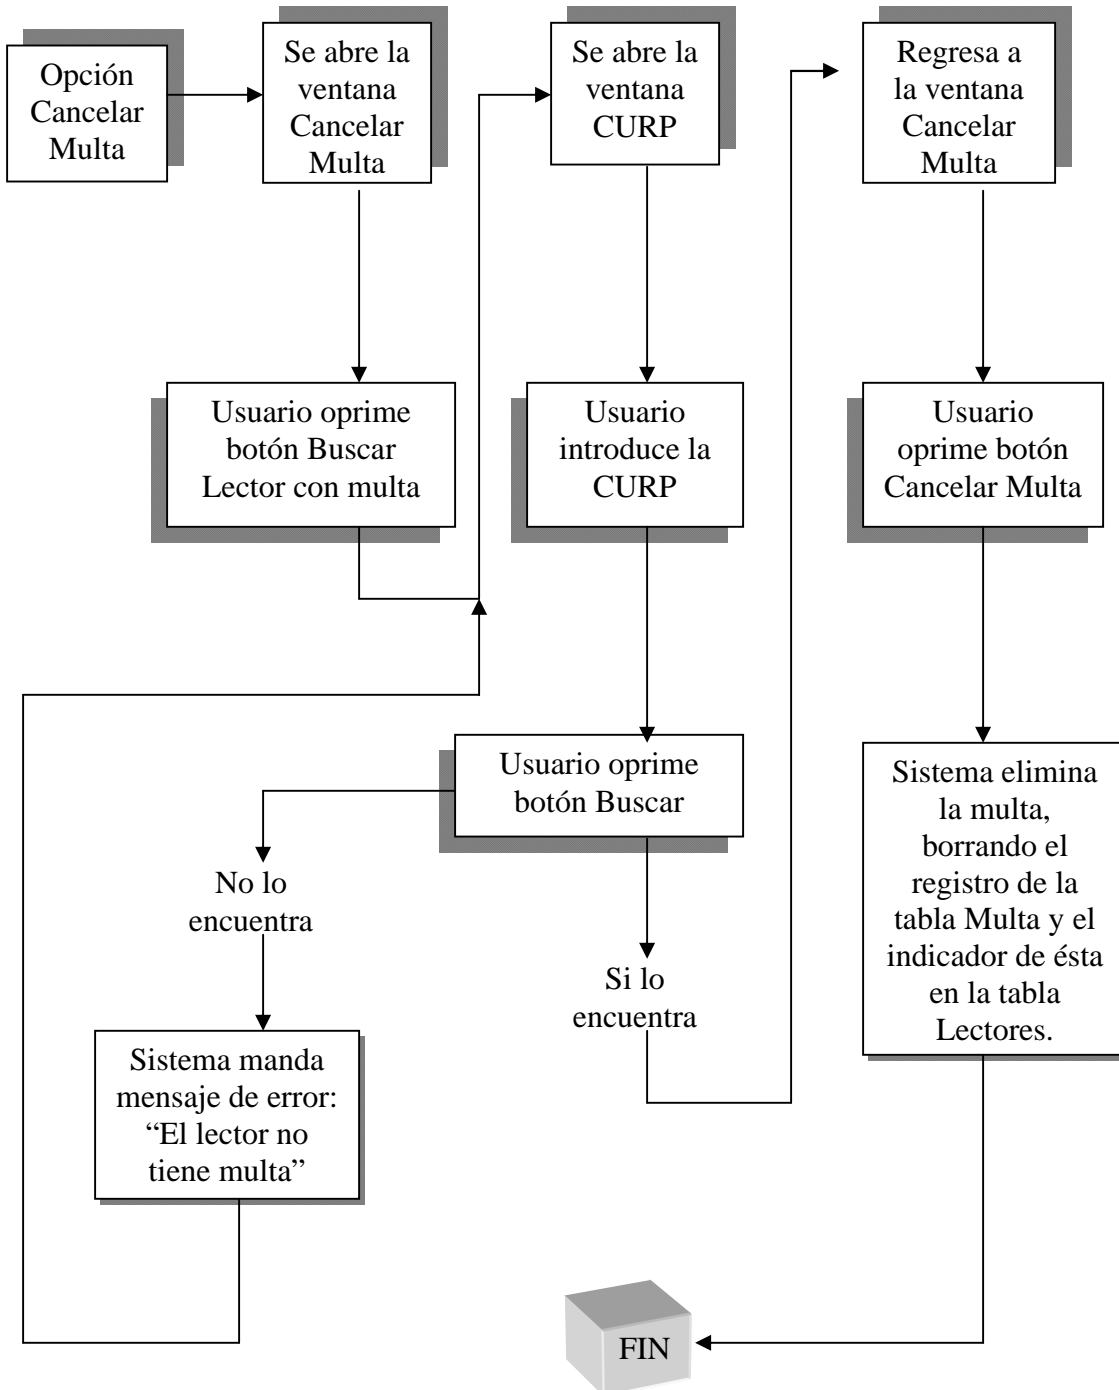 Opción
Cancelar
Multa
Se abre la
ventana
Cancelar
Multa
Se abre la
ventana
CURP
Regresa a
la ventana
Cancelar
Multa
Usuario oprime
botón Buscar
Lector con multa
Usuario
introduce la
CURP
Usuario
oprime botón
Cancelar Multa
Usuario oprime
botón Buscar
No lo
encuentra
Si lo
encuentra
Sistema elimina
la multa,
borrando el
registro de la
tabla Multa y el
indicador de ésta
en la tabla
Lectores.
Sistema manda
mensaje de error:
“El lector no
tiene multa”
FIN